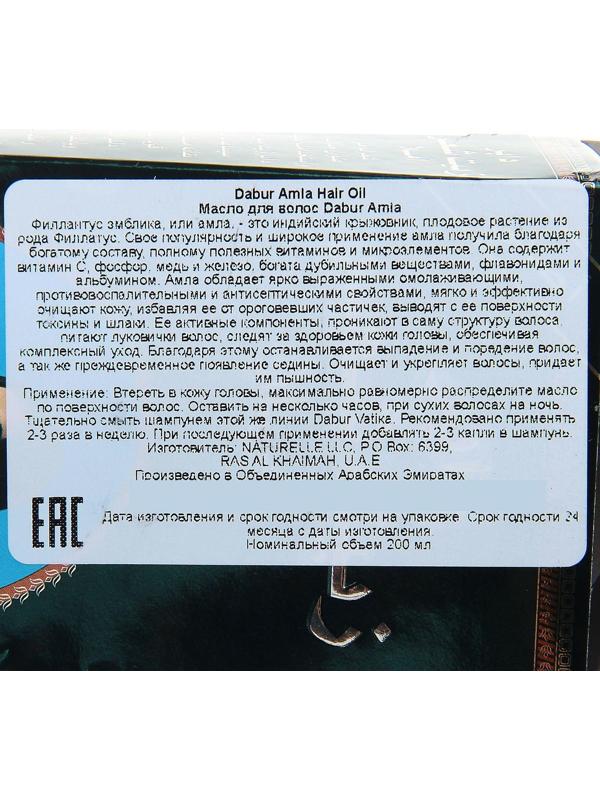 Dabur Amla Hair Oil
Масло для волос Dabur Amla
Филлантус эмблика, или амла, - это индийский крыжовник, плодовое растение из
рода Филлатус. Свое популярность и широкое применение амла получила благодаря
богатому составу, полному полезных витаминов и микроэлементов. Она содержит
витамин С, фосфор, медь и железо, богата дубильными веществами, флавонидами и
альбумином. Амла обладает ярко выраженными омолаживающими,
противовоспалительными и антисептическими свойствами, мягко и эффективно
очищают кожу, избавляя ее от ороговевших частичек, выводят с ее поверхности
токсины и шлаки. Ее активные компоненты, проникают в саму структуру волоса,
питают луковички волос, следят за здоровьем кожи головы, обеспечивая
комплексный уход. Благодаря этому останавливается выпадение и поредение волос,
а так же преждевременное появление седины. Очищает и укрепляет волосы, придает
им пышность.
Применение: Втереть в кожу головы, максимально равномерно распределите масло
по поверхности волос. Оставить на несколько часов, при сухих волосах на ночь.
Тщательно смыть шампунем этой же линии Dabur Vatika. Рекомендовано применять
2-3 раза в неделю. При последующем применении добавлять 2-3 капли в шампунь.
Изготовитель: NATURELLE LLC, P.O Box: 6399,
RAS AL KHAIMAH, U.A.E
Произведено в Объединенных Арабских Эмиратах
EAC
Дата изготовления и срок годности смотри на упаковке. Срок годности 24
месяца с даты изготовления.
Номинальный объем 200 мл